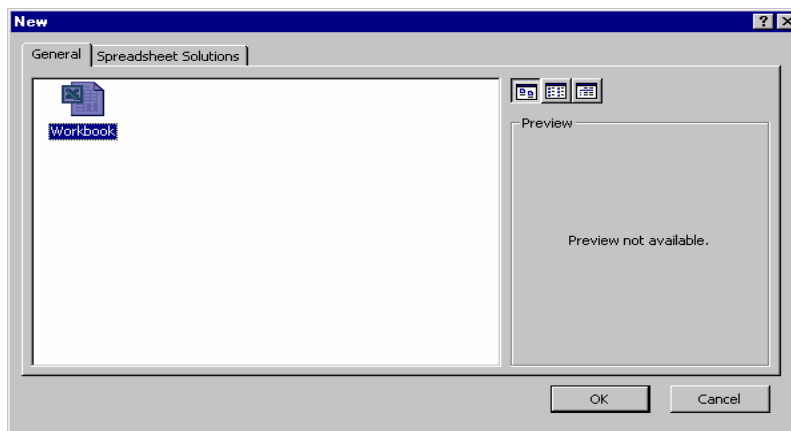 New
General
Spreadsheet Solutions
Workbook
Preview
Preview not available.
OK
Cancel